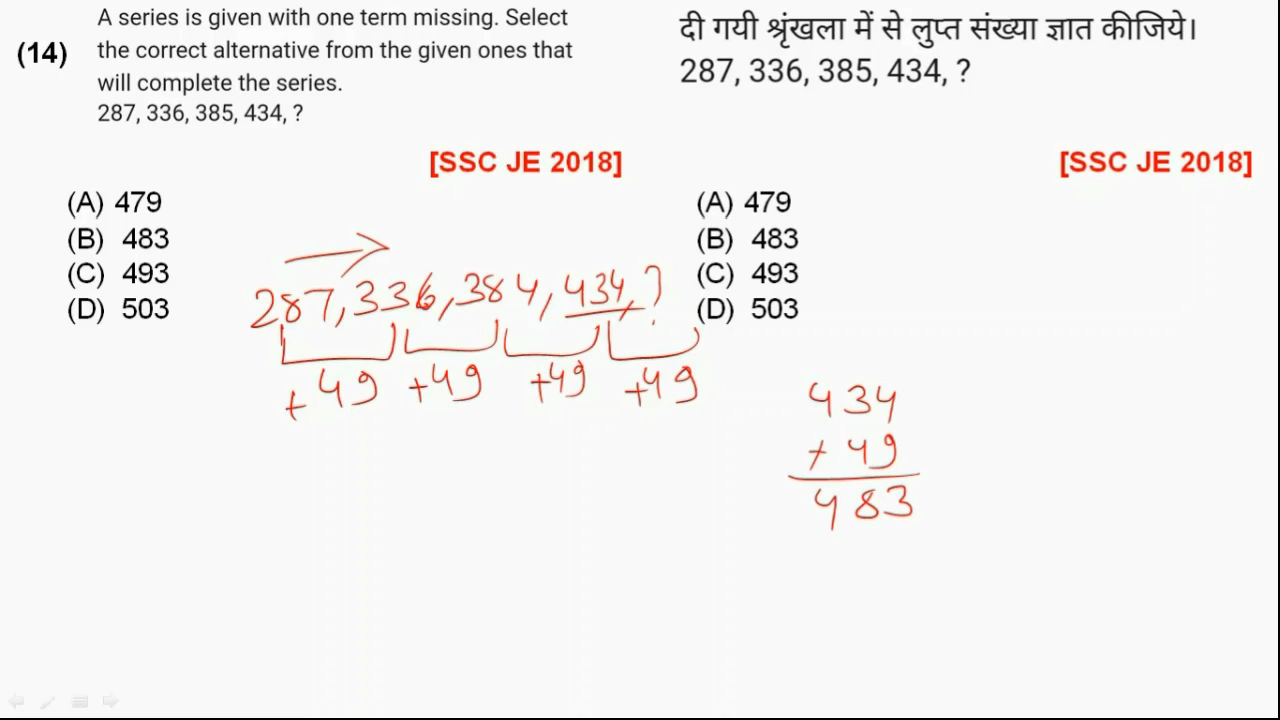 A series is given with one term missing. Select
(14) the correct alternative from the given ones that
will complete the series.
287, 336, 385, 434, ?
[SSC JE 2018]
(A) 479
(B) 483
(C) 493
(D) 503
दी गयी श्रृंखला में से लुप्त संख्या ज्ञात कीजिये।
287, 336, 385, 434, ?
[SSC JE 2018]
(A) 479
(B) 483
(C) 493
(D) 503
287, 336, 384, 434, ?
+49 +49 +49 +49
434
+ 49
483